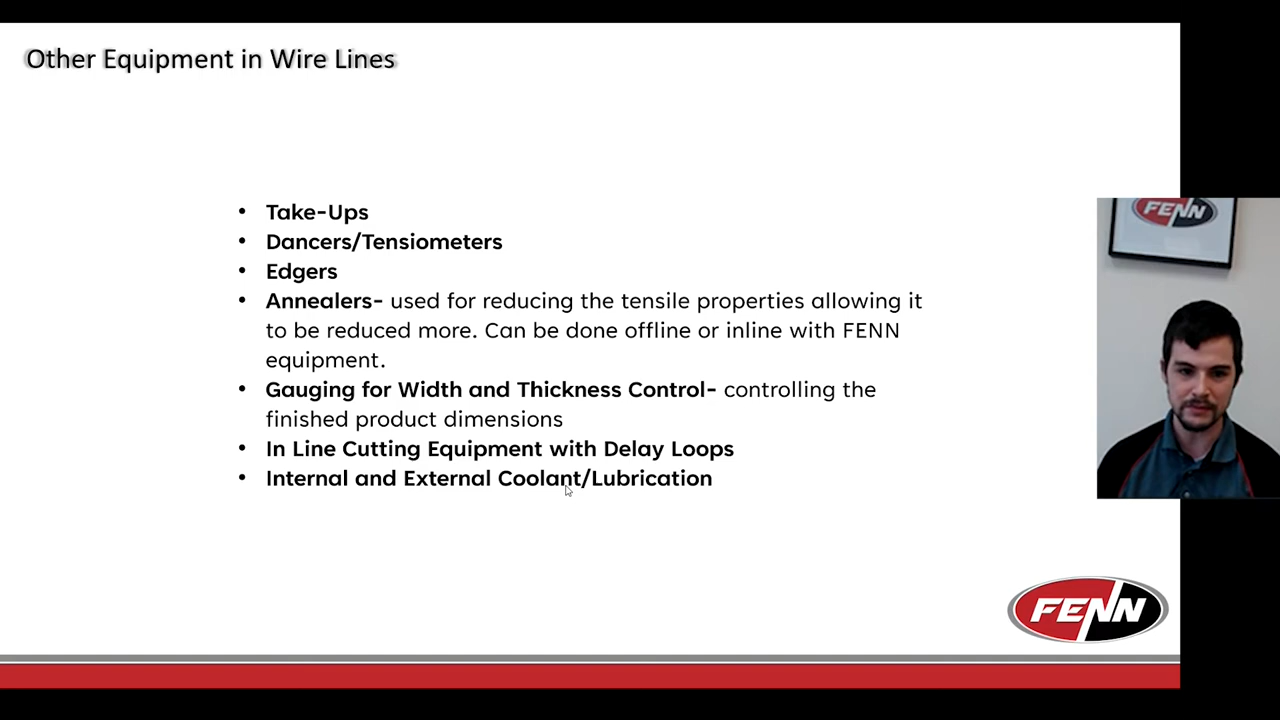 Other Equipment in Wire Lines
• Take-Ups
• Dancers/Tensiometers
• Edgers
• Annealers- used for reducing the tensile properties allowing it
to be reduced more. Can be done offline or inline with FENN
equipment.
• Gauging for Width and Thickness Control- controlling the
finished product dimensions
• In Line Cutting Equipment with Delay Loops
• Internal and External Coolant/Lubrication
FENN
FENN